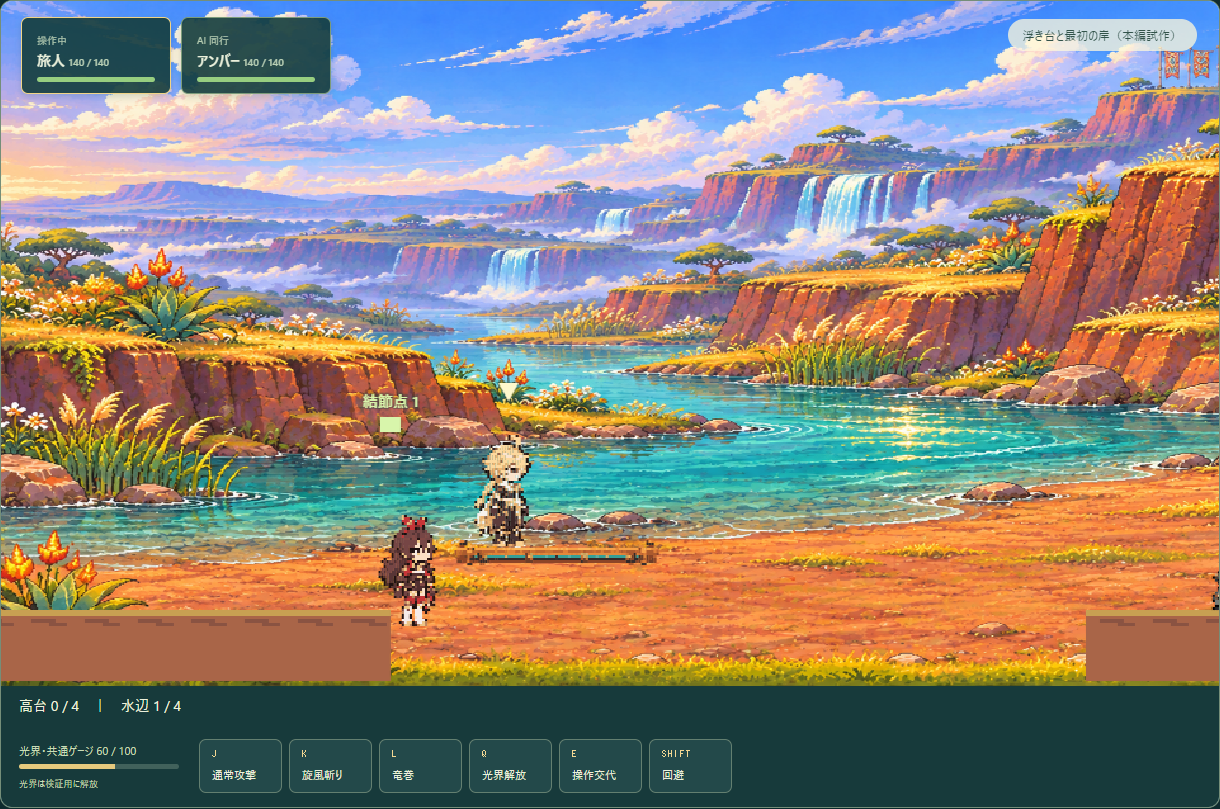 操作中
旅人 140 / 140
AI 同行
アンバー 140 / 140
浮き台と最初の岸（本編試作）
結節点 1
高台 0 / 4 | 水辺 1 / 4
光界・共通ゲージ 60 / 100
光界は検証用に解放
J
通常攻撃
K
旋風斬り
L
竜巻
Q
光界解放
E
操作交代
SHIFT
回避